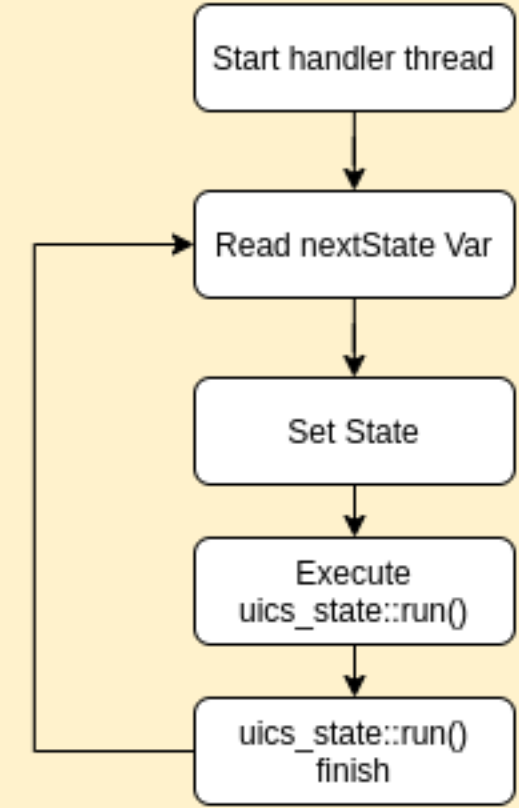 Start handler thread
Read nextState Var
Set State
Execute
uics_state::run()
uics_state::run()
finish